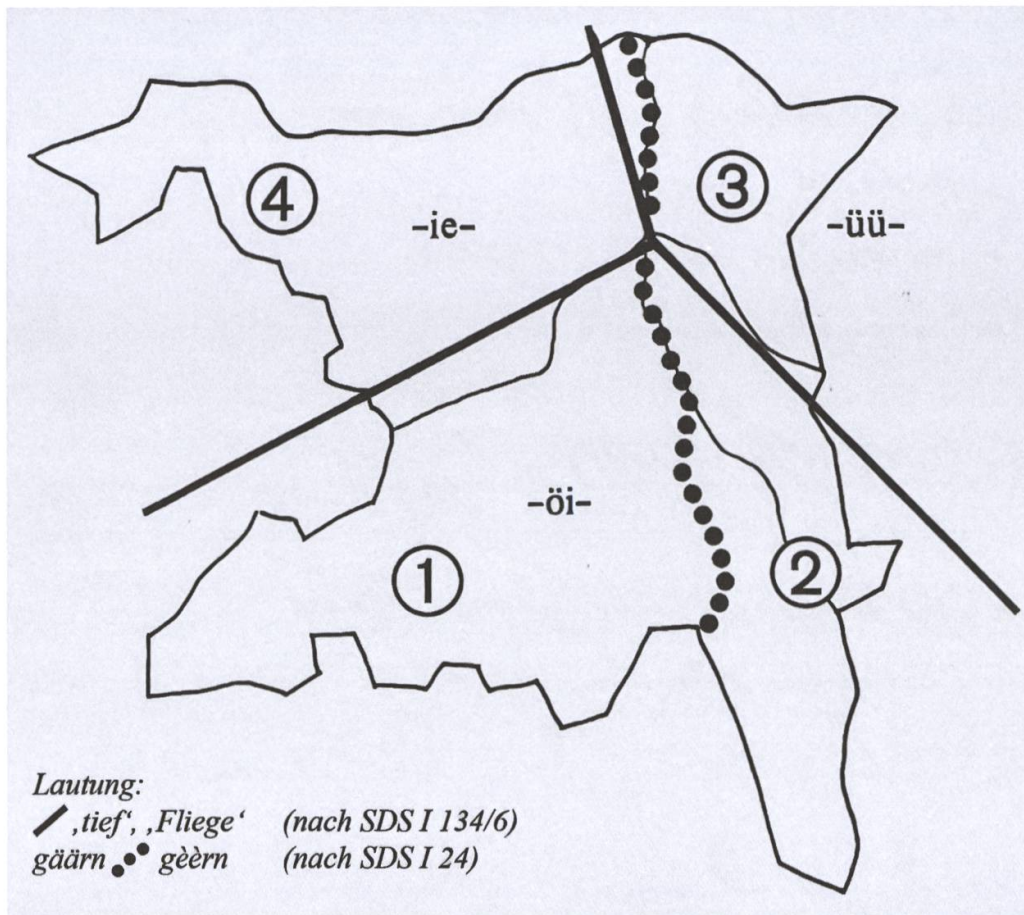 4
3
-ie-
-üü-
-öi-
1
2
Lautung:
‚tief‘, ‚Fliege‘ (nach SDS I 134/6)
gäärn gèèrn (nach SDS I 24)